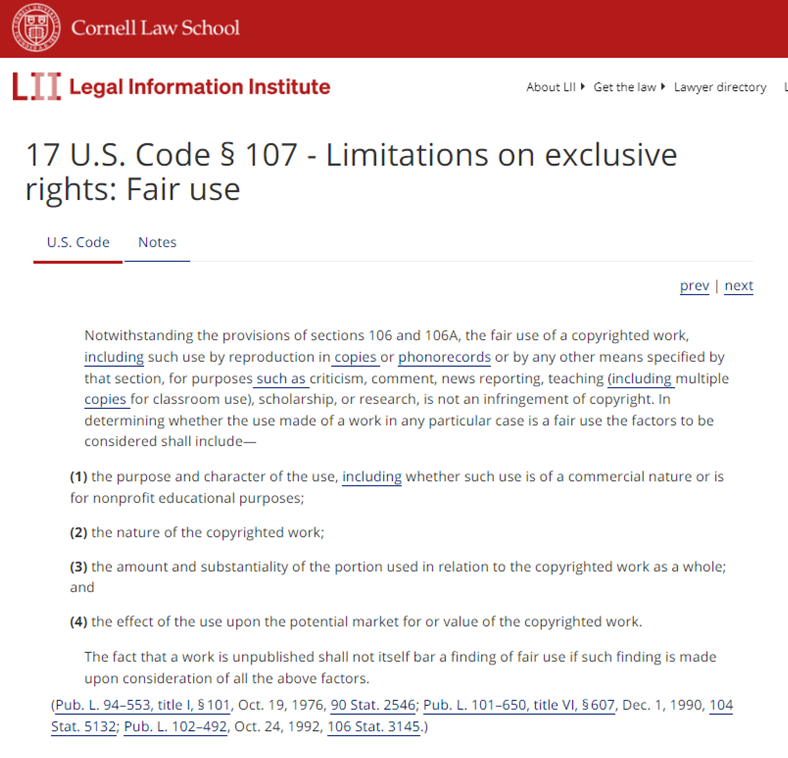 Cornell Law School
LII Legal Information Institute
About LII Get the law Lawyer directory
17 U.S. Code § 107 - Limitations on exclusive
rights: Fair use
U.S. Code Notes
prev | next
Notwithstanding the provisions of sections 106 and 106A, the fair use of a copyrighted work,
including such use by reproduction in copies or phonorecords or by any other means specified by
that section, for purposes such as criticism, comment, news reporting, teaching (including multiple
copies for classroom use), scholarship, or research, is not an infringement of copyright. In
determining whether the use made of a work in any particular case is a fair use the factors to be
considered shall include—
(1) the purpose and character of the use, including whether such use is of a commercial nature or is
for nonprofit educational purposes;
(2) the nature of the copyrighted work;
(3) the amount and substantiality of the portion used in relation to the copyrighted work as a whole;
and
(4) the effect of the use upon the potential market for or value of the copyrighted work.
The fact that a work is unpublished shall not itself bar a finding of fair use if such finding is made
upon consideration of all the above factors.
(Pub. L. 94–553, title I, § 101, Oct. 19, 1976, 90 Stat. 2546; Pub. L. 101–650, title VI, § 607, Dec. 1, 1990, 104
Stat. 5132; Pub. L. 102–492, Oct. 24, 1992, 106 Stat. 3145.)